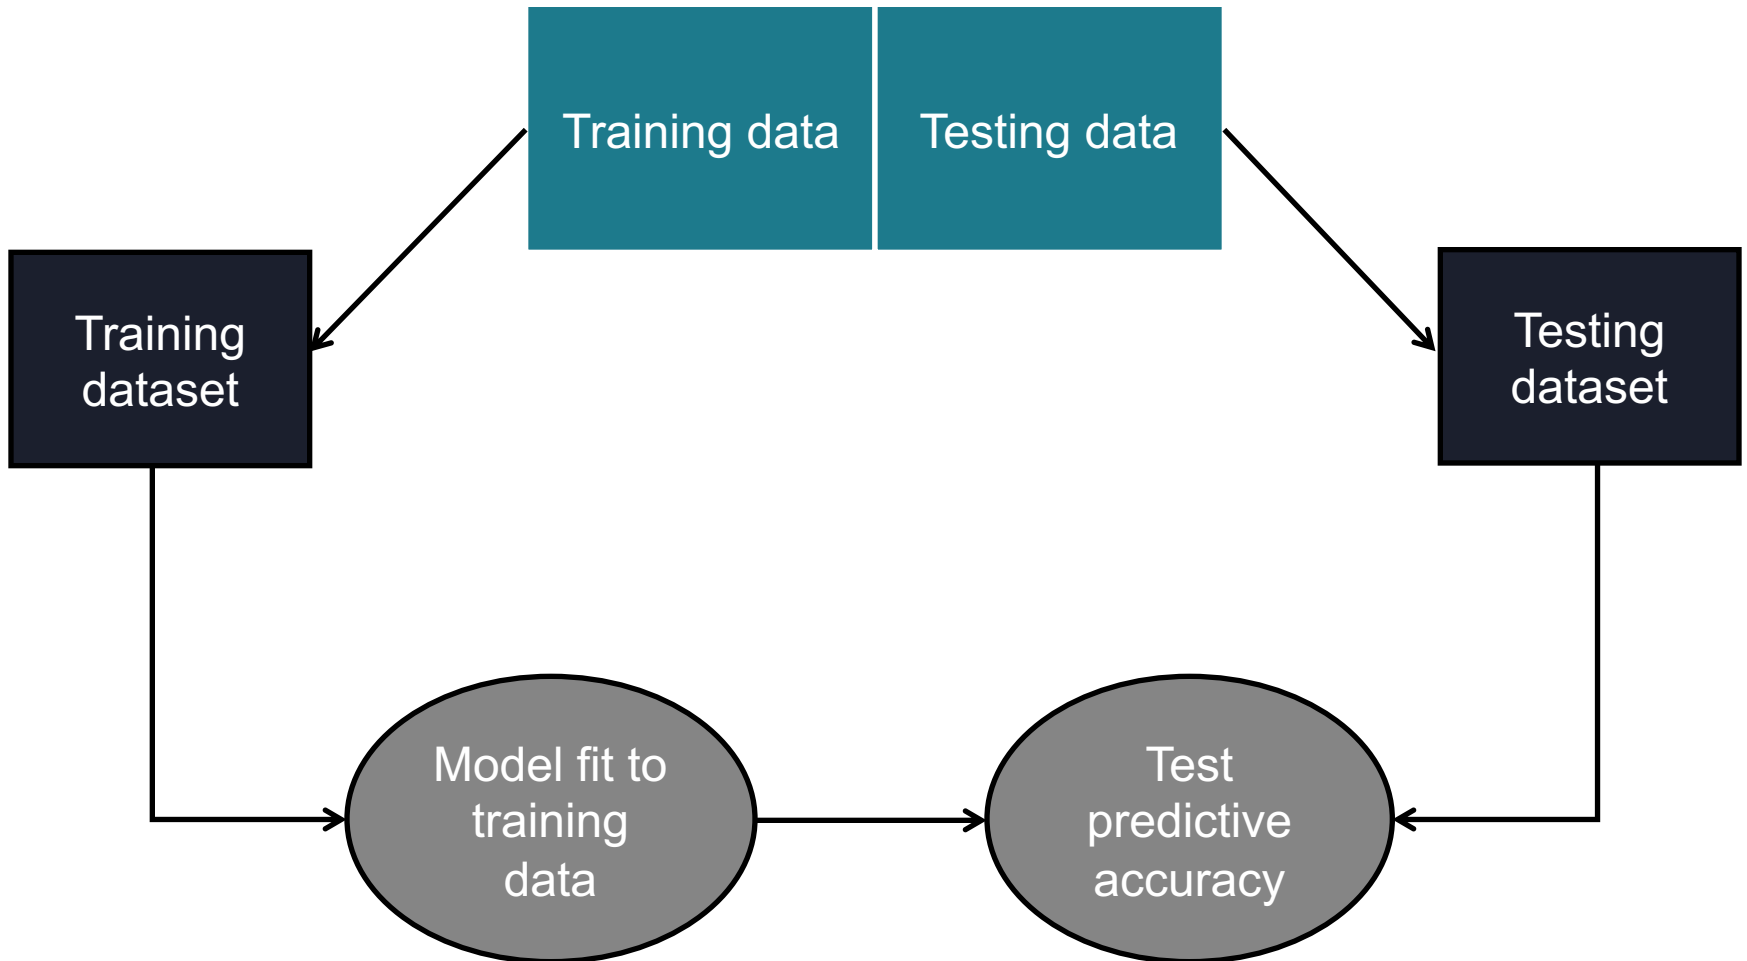 Training data
Testing data
Training
dataset
Testing
dataset
Model fit to
training
data
Test
predictive
accuracy